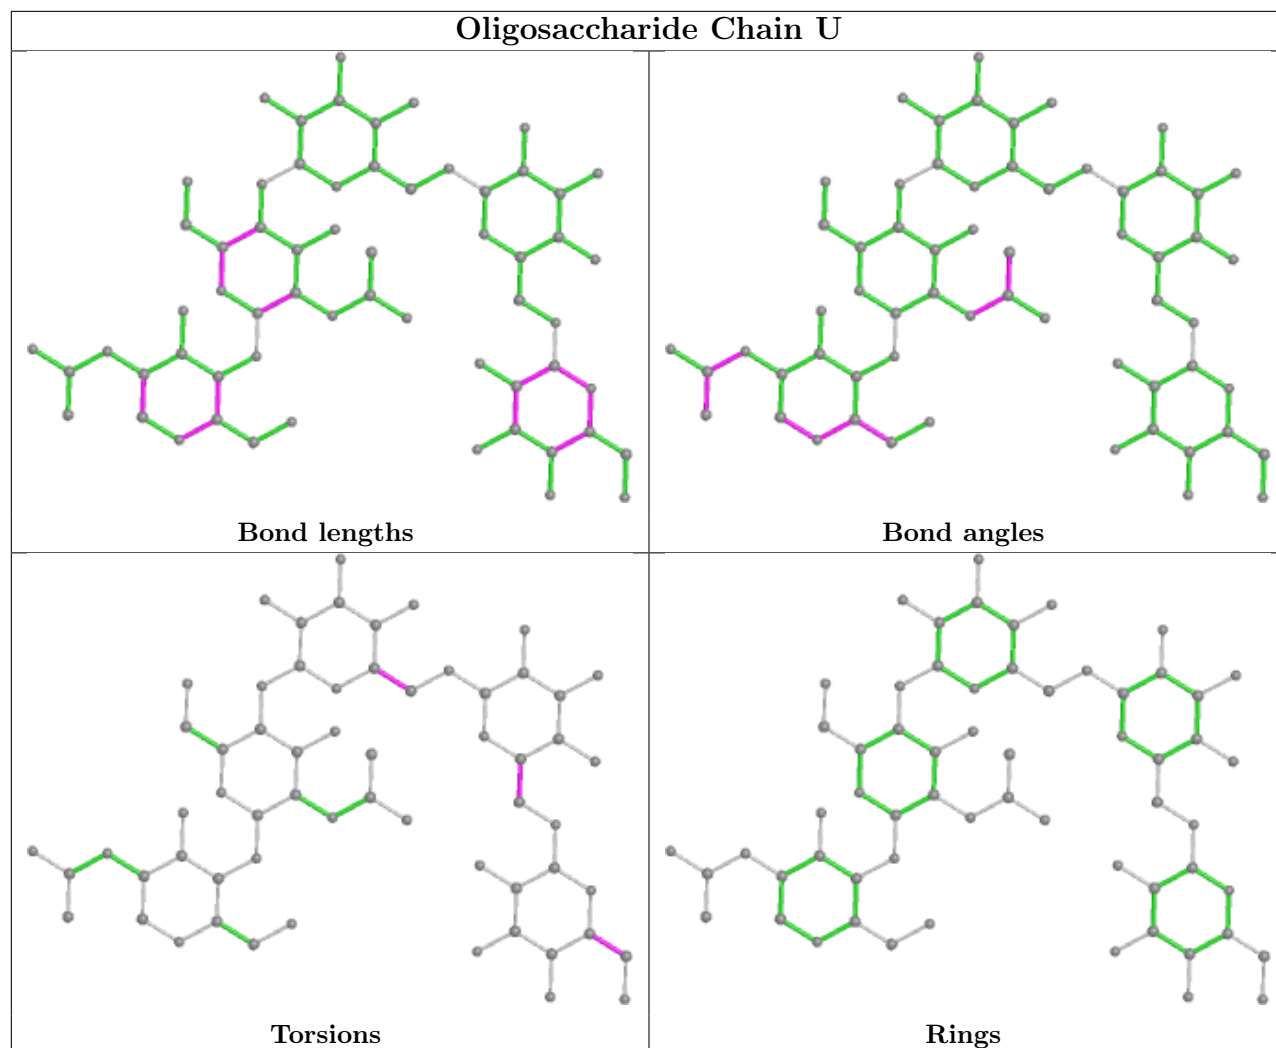 Oligosaccharide Chain U
Bond lengths
Bond angles
Torsions
Rings